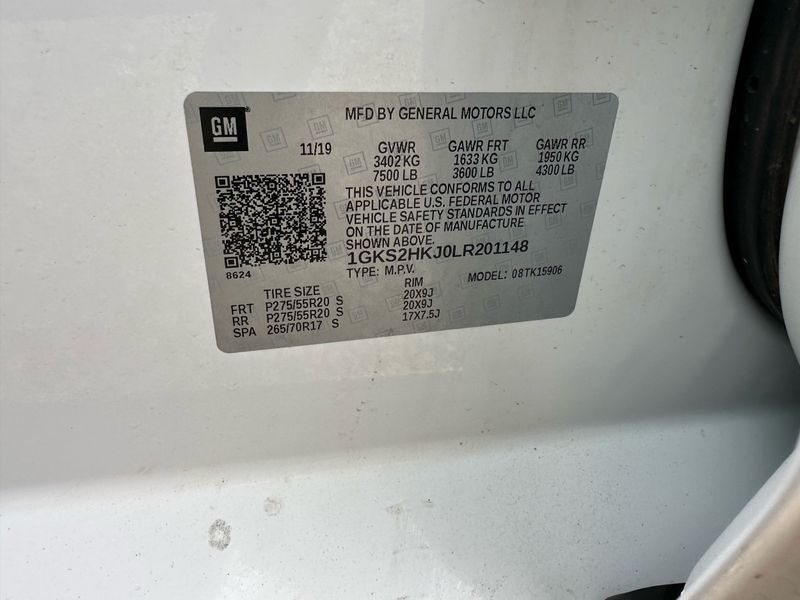 GM
MFD BY GENERAL MOTORS LLC
11/19 GVWR GAWR FRT GAWR RR
3402 KG 1633 KG 1950 KG
7500 LB 3600 LB 4300 LB
THIS VEHICLE CONFORMS TO ALL
APPLICABLE U.S. FEDERAL MOTOR
VEHICLE SAFETY STANDARDS IN EFFECT
ON THE DATE OF MANUFACTURE
SHOWN ABOVE.
1GKS2HKJ0LR201148
8624
TYPE: M.P.V. MODEL: 08TK15906
TIRE SIZE RIM
FRT P275/55R20 S 20X9J
RR P275/55R20 S 20X9J
SPA 265/70R17 S 17X7.5J